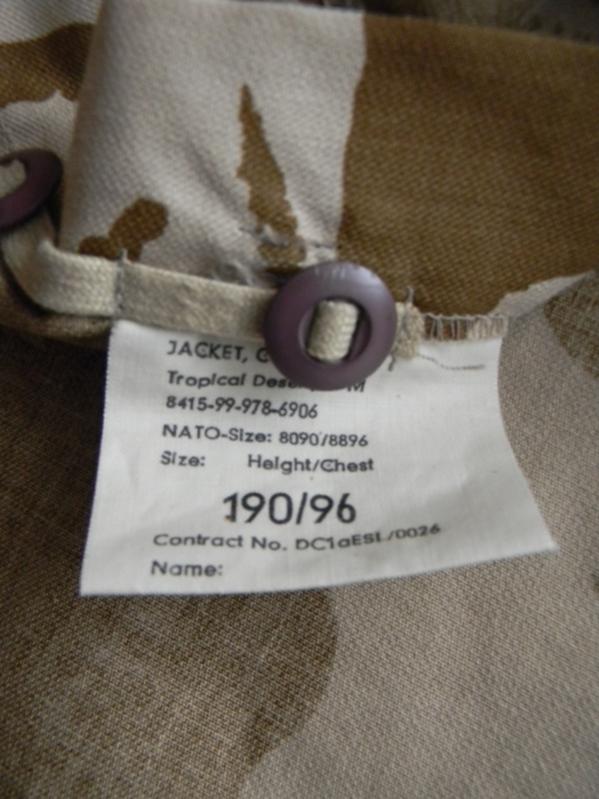 JACKET,
Tropical
8415-99-978-6906
NATO-Size: 8090/8896
Size: Height/Chest
190/96
Contract No. DC1aESL/0026
Name: